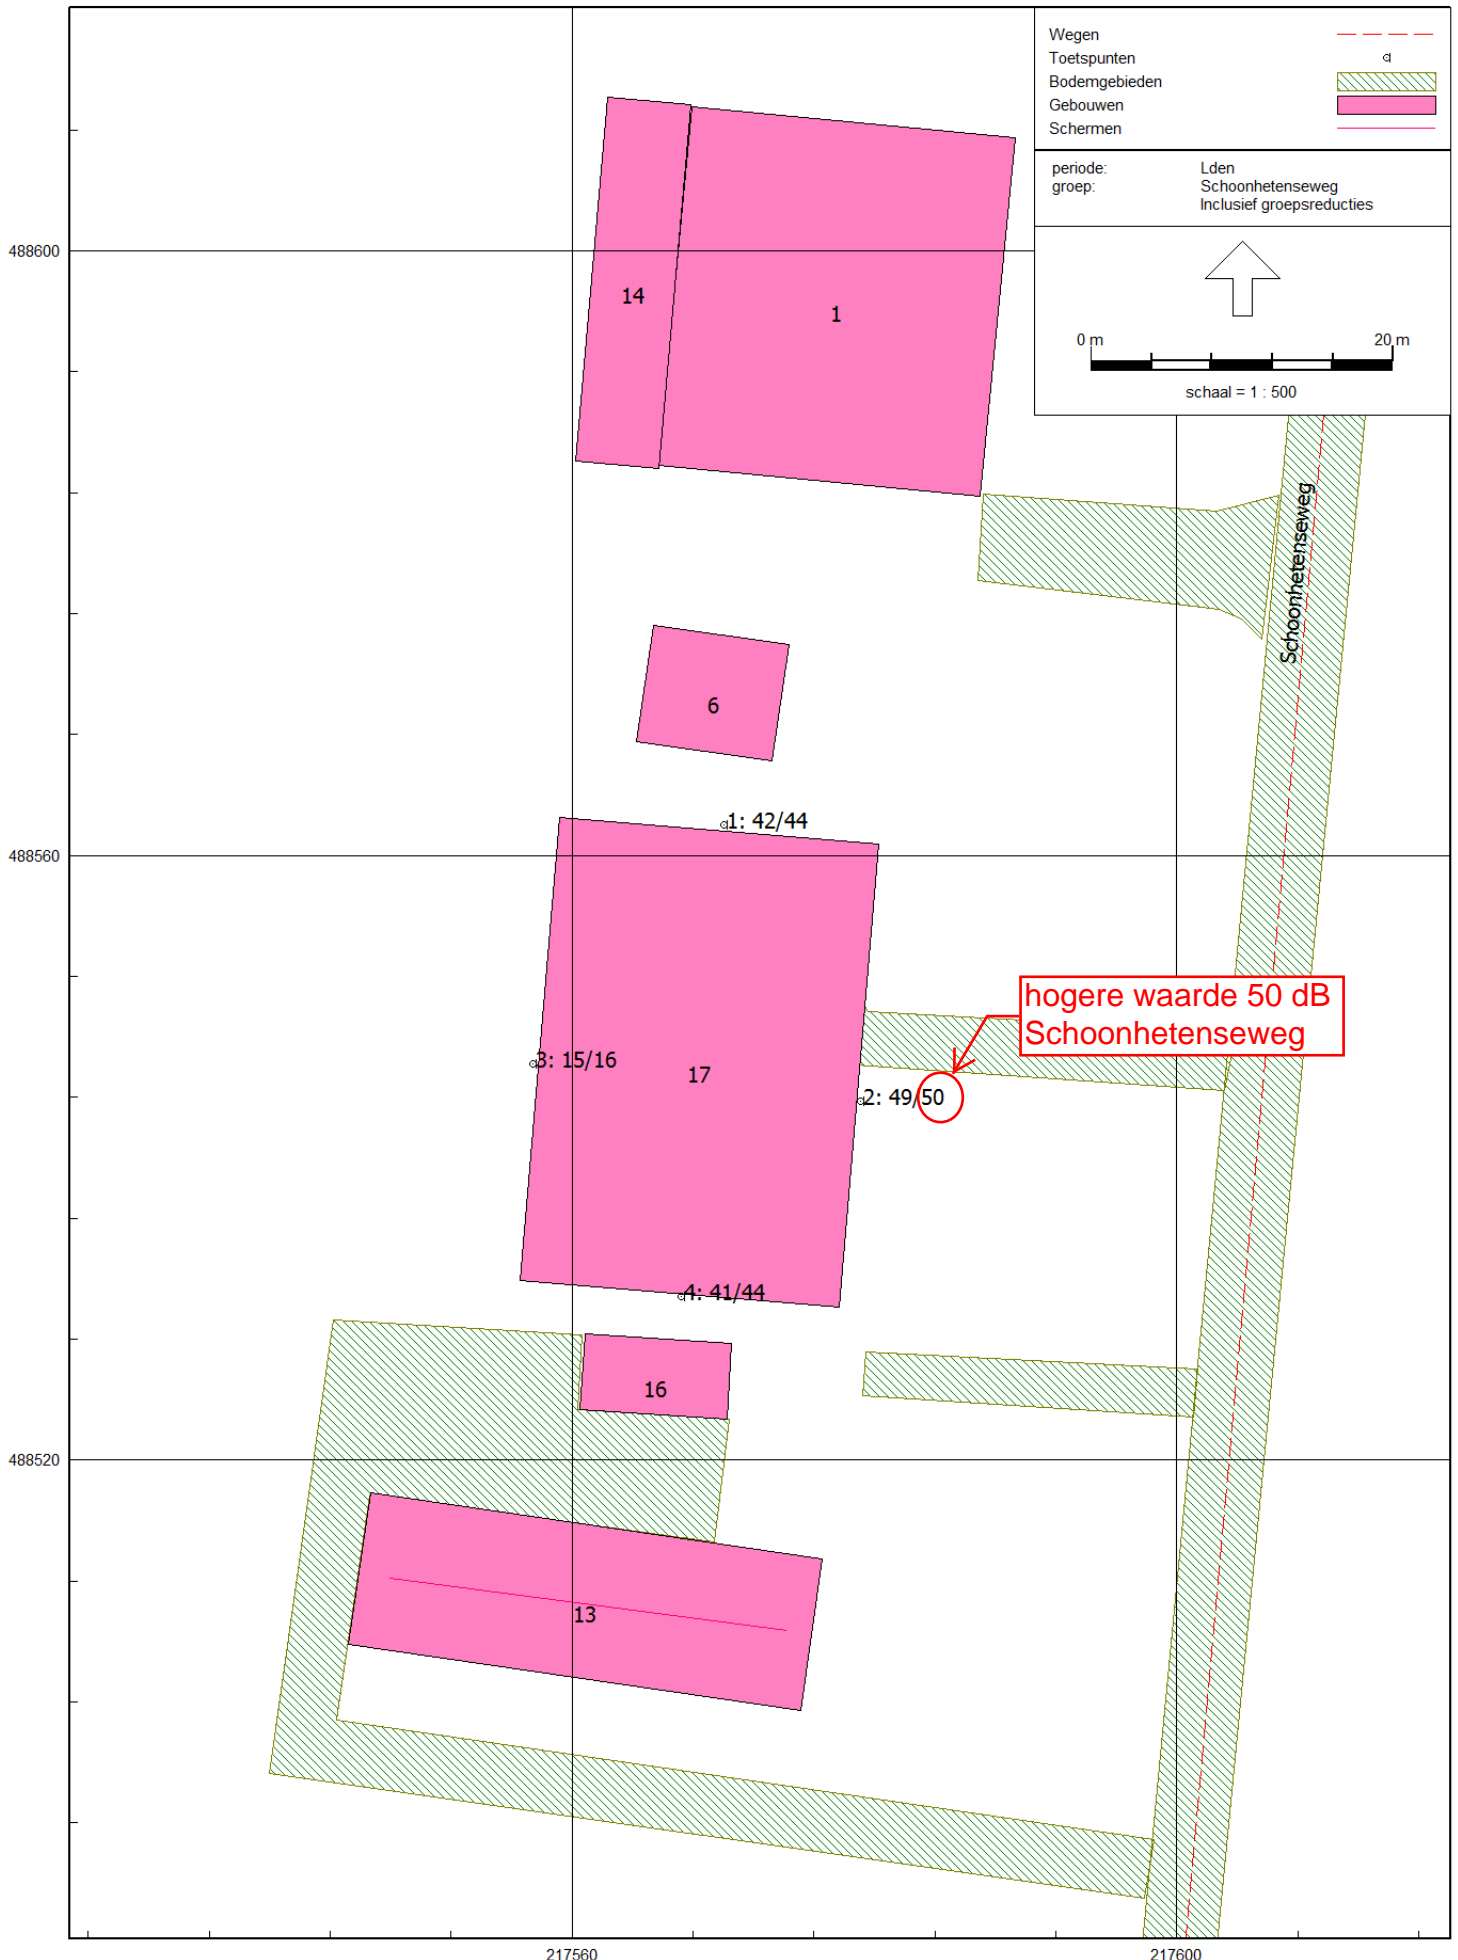 Wegen
Toetspunten
Bodemgebieden
Gebouwen
Schermen
periode: Lden
groep: Schoonhetenseweg
Inclusief groepsreducties
0 m 20 m
schaal = 1 : 500
488600
14
1
Schoonhetenseweg
6
1: 42/44
488560
hogere waarde 50 dB
Schoonhetenseweg
3: 15/16
17
2: 49/50
4: 41/44
16
488520
13
217560 217600